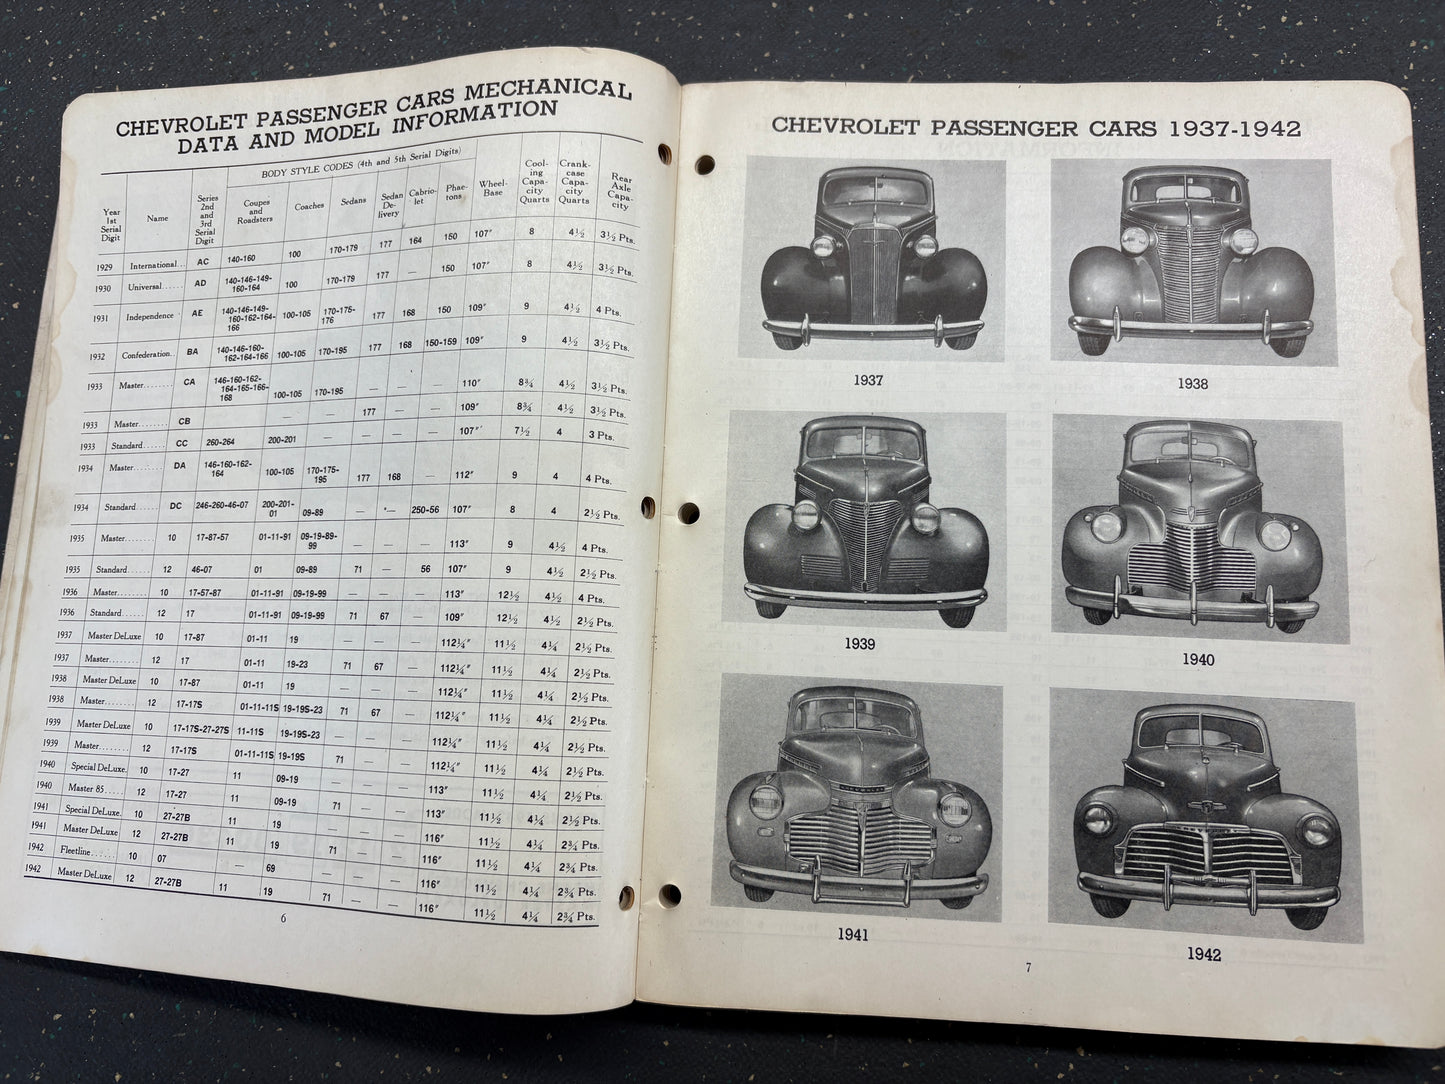 CHEVROLET PASSENGER CARS MECHANICAL
DATA AND MODEL INFORMATION
Year 1st Serial Digit | Name | Series 2nd and 3rd Serial Digit | BODY STYLE CODES (4th and 5th Serial Digits) | Wheel-Base | Cool-ing Capa-city Quarts | Crank-case Capa-city Quarts | Rear Axle Capa-city
Coupes and Roadsters | Coaches | Sedans | Sedan De-livery | Cabrio-let | Phae-tons
1929 International... AC 140-160 100 170-179 177 164 150 107″ 8 4½ 3½ Pts.
1930 Universal...... AD 140-146-149-160-164 100 170-179 177 — 150 107″ 8 4½ 3½ Pts.
1931 Independence AE 140-146-149-160-162-164-166 100-105 170-175-176 177 168 150 109″ 9 4½ 4 Pts.
1932 Confederation.. BA 140-146-160-162-164-166 100-105 170-195 177 168 150-159 109″ 9 4½ 3½ Pts.
1933 Master........ CA 146-160-162-164-165-166-168 100-105 170-195 — — — 110″ 8¾ 4½ 3½ Pts.
1933 Master........ CB — — 177 — — 109″ 8¾ 4½ 3½ Pts.
1933 Standard...... CC 260-264 200-201 — — — — 107″ 7½ 4 3 Pts.
1934 Master........ DA 146-160-162-164 100-105 170-175-195 177 168 — 112″ 9 4 4 Pts.
1934 Standard...... DC 246-260-46-07 200-201-01 09-89 — — 250-56 107″ 8 4 2½ Pts.
1935 Master........ 10 17-87-57 01-11-91 09-19-89-99 — — — 113″ 9 4½ 4 Pts.
1935 Standard...... 12 46-07 01 09-89 71 — 56 107″ 9 4½ 2½ Pts.
1936 Master........ 10 17-57-87 01-11-91 09-19-99 — — — 113″ 12½ 4½ 4 Pts.
1936 Standard...... 12 17 01-11-91 09-19-99 71 67 — 109″ 12½ 4½ 2½ Pts.
1937 Master DeLuxe 10 17-87 01-11 19 — — — 112¼″ 11½ 4¼ 2½ Pts.
1937 Master........ 12 17 01-11 19-23 71 67 — 112¼″ 11½ 4¼ 2½ Pts.
1938 Master DeLuxe 10 17-87 01-11 19 — — — 112¼″ 11½ 4¼ 2½ Pts.
1938 Master........ 12 17-17S 01-11-11S 19-19S-23 71 67 — 112¼″ 11½ 4¼ 2½ Pts.
1939 Master DeLuxe 10 17-17S-27-27S 11-11S 19-19S-23 — — — 112¼″ 11½ 4¼ 2½ Pts.
1939 Master........ 12 17-17S 01-11-11S 19-19S 71 — — 112¼″ 11½ 4¼ 2½ Pts.
1940 Special DeLuxe. 10 17-27 11 09-19 — — — 113″ 11½ 4¼ 2½ Pts.
1940 Master 85..... 12 17-27 11 09-19 71 — — 113″ 11½ 4¼ 2½ Pts.
1941 Special DeLuxe. 10 27-27B 11 19 — — — 116″ 11½ 4¼ 2¾ Pts.
1941 Master DeLuxe 12 27-27B 11 19 71 — — 116″ 11½ 4¼ 2¾ Pts.
1942 Fleetline...... 10 07 — 69 — — — 116″ 11½ 4¼ 2¾ Pts.
1942 Master DeLuxe 12 27-27B 11 19 71 — — 116″ 11½ 4¼ 2¾ Pts.
6
CHEVROLET PASSENGER CARS 1937-1942
1937
1938
1939
1940
CHEVROLET
1941
1942
7